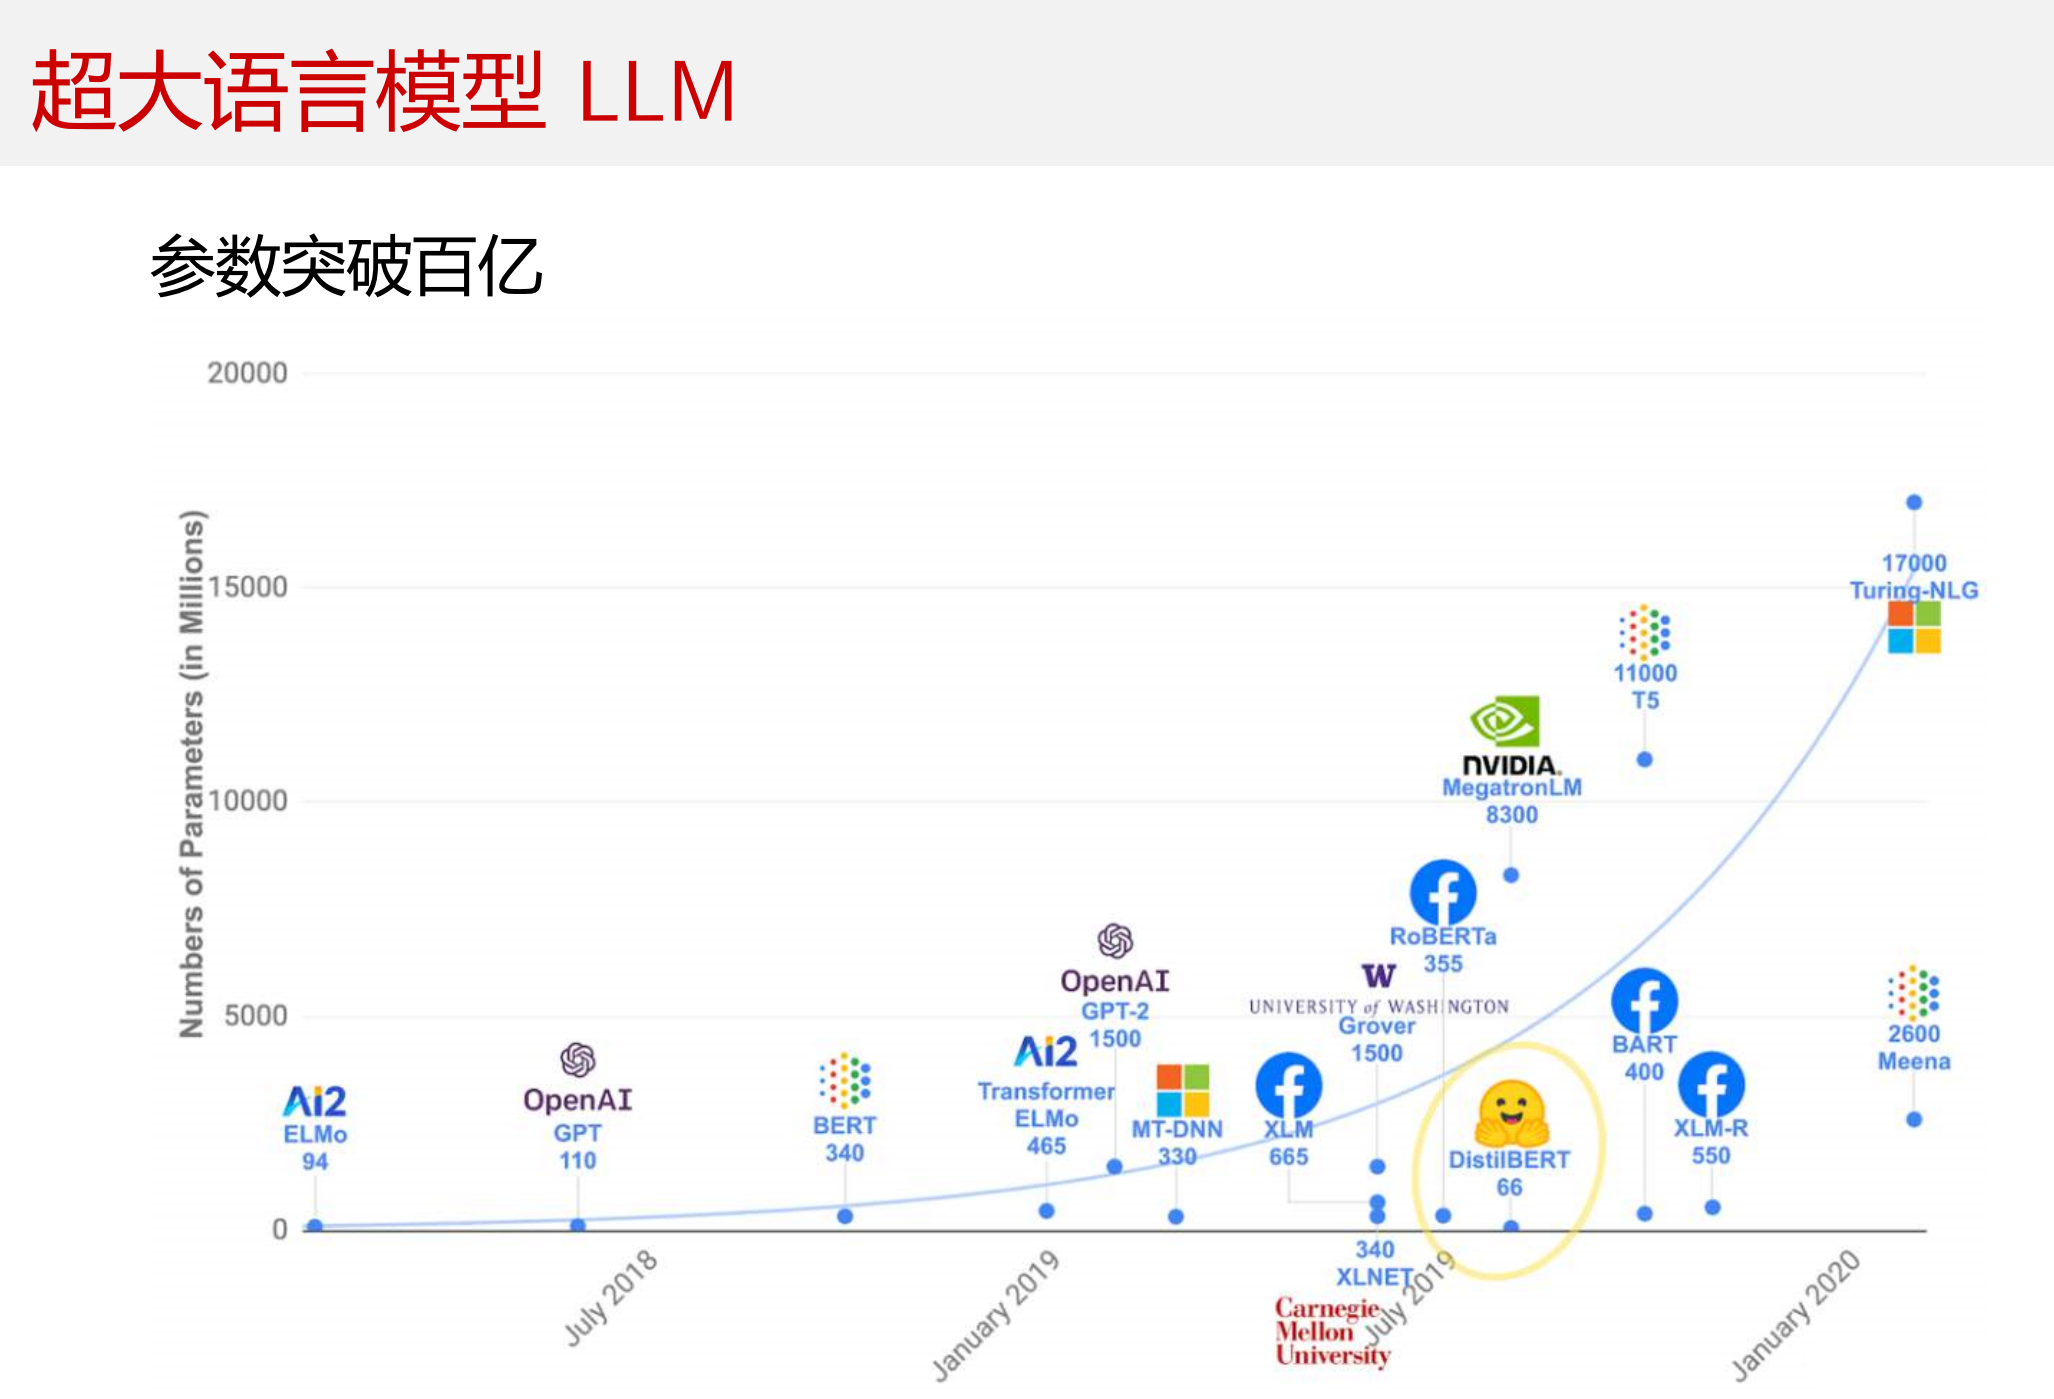 超大语言模型 LLM
参数突破百亿
Numbers of Parameters (in Millions)
20000
15000
10000
5000
0
Ai2
ELMo
94
OpenAI
GPT
110
BERT
340
Ai2
Transformer
ELMo
465
OpenAI
GPT-2
1500
MT-DNN
330
XLM
665
W
UNIVERSITY of WASHINGTON
Grover
1500
340
XLNET
Carnegie
Mellon
University
RoBERTa
355
NVIDIA.
MegatronLM
8300
DistilBERT
66
11000
T5
BART
400
XLM-R
550
17000
Turing-NLG
2600
Meena
July 2018
January 2019
July 2019
January 2020